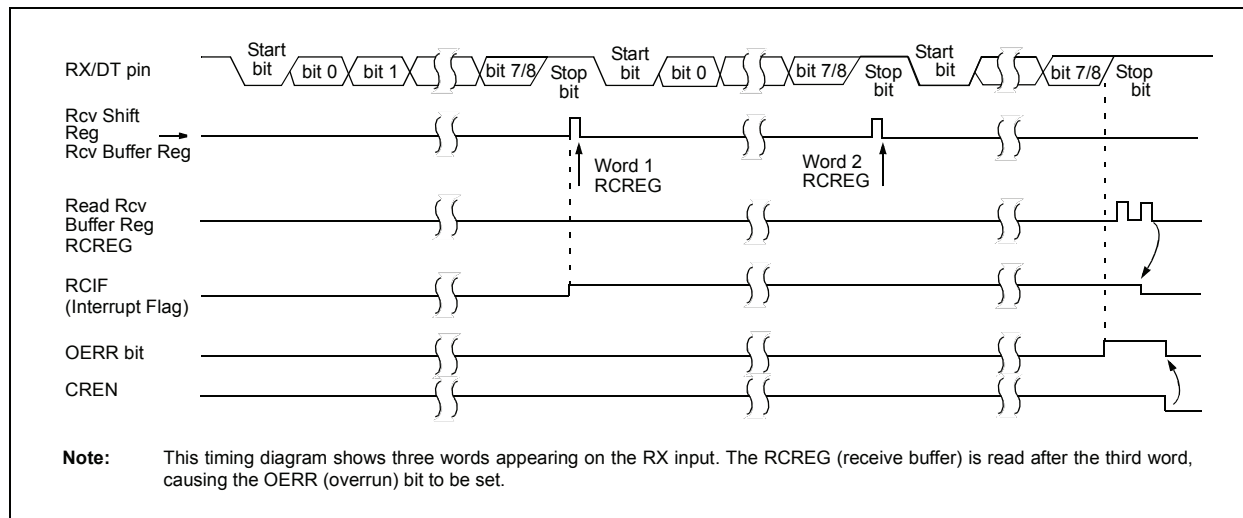 RX/DT pin
Start bit
bit 0
bit 1
bit 7/8
Stop bit
Start bit
bit 0
bit 7/8
Stop bit
Start bit
bit 7/8
Stop bit
Rcv Shift
Reg
Rcv Buffer Reg
Word 1
RCREG
Word 2
RCREG
Read Rcv
Buffer Reg
RCREG
RCIF
(Interrupt Flag)
OERR bit
CREN
Note: This timing diagram shows three words appearing on the RX input. The RCREG (receive buffer) is read after the third word,
causing the OERR (overrun) bit to be set.